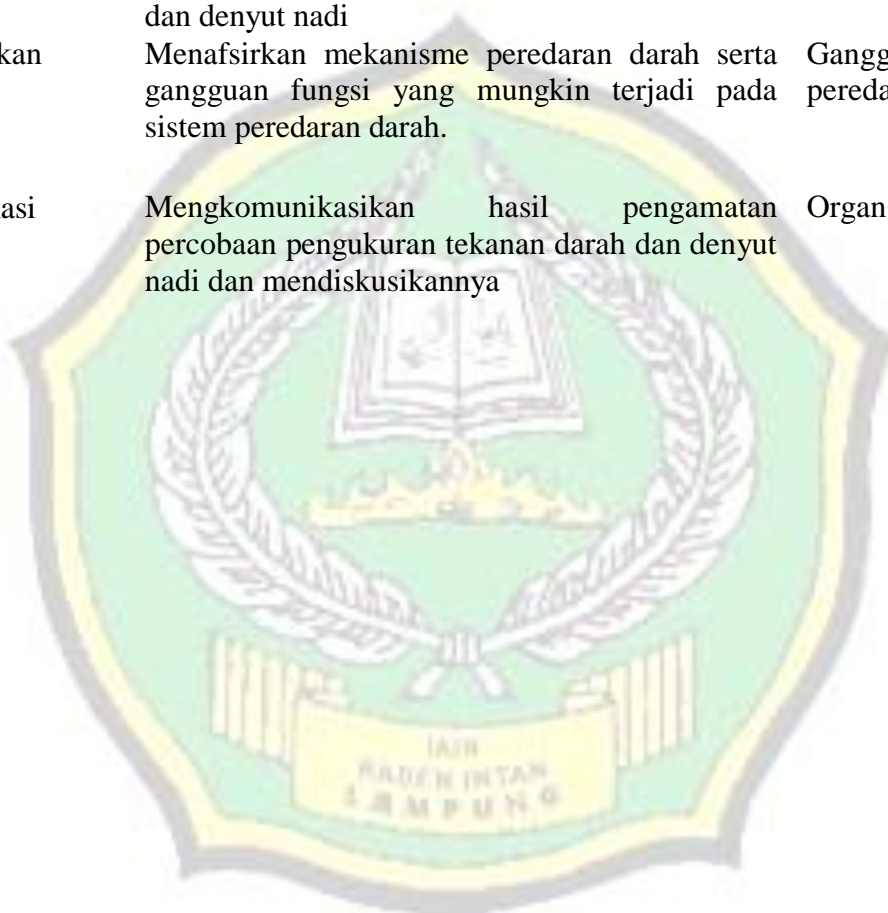 dan denyut nadi
kan Menafsirkan mekanisme peredaran darah serta Gangg
gangguan fungsi yang mungkin terjadi pada pereda
sistem peredaran darah.
asi Mengkomunikasikan hasil pengamatan Organ
percobaan pengukuran tekanan darah dan denyut
nadi dan mendiskusikannya
IAIN
RADEN INTAN
LAMPUNG